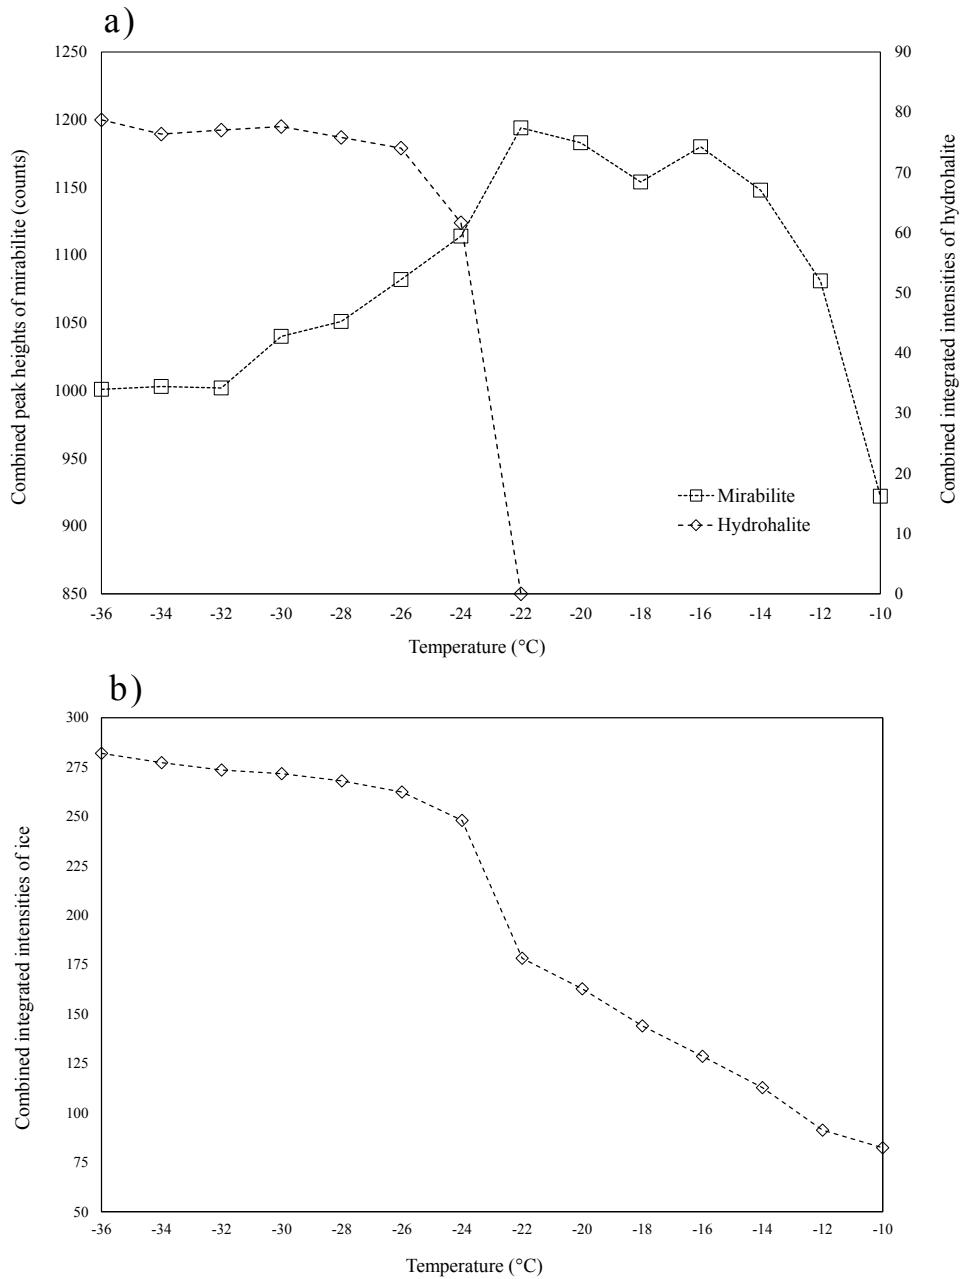 a)
1250
1200
1150
1100
1050
1000
950
900
850
Combined peak heights of mirabilite (counts)
90
80
70
60
50
40
30
20
10
0
Combined integrated intensities of hydrohalite
Mirabilite
Hydrohalite
-36 -34 -32 -30 -28 -26 -24 -22 -20 -18 -16 -14 -12 -10
Temperature (°C)
b)
300
275
250
225
200
175
150
125
100
75
50
Combined integrated intensities of ice
-36 -34 -32 -30 -28 -26 -24 -22 -20 -18 -16 -14 -12 -10
Temperature (°C)